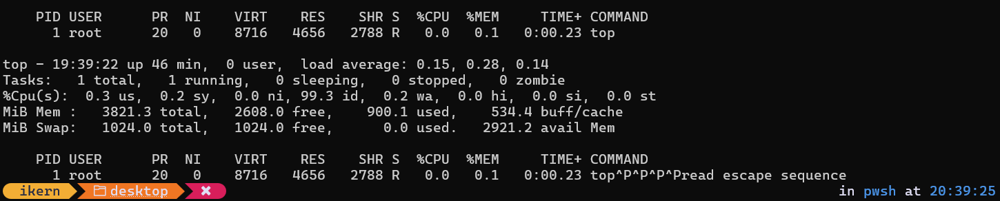 PID USER PR NI VIRT RES SHR S %CPU %MEM TIME+ COMMAND
1 root 20 0 8716 4656 2788 R 0.0 0.1 0:00.23 top
top - 19:39:22 up 46 min, 0 user, load average: 0.15, 0.28, 0.14
Tasks: 1 total, 1 running, 0 sleeping, 0 stopped, 0 zombie
%Cpu(s): 0.3 us, 0.2 sy, 0.0 ni, 99.3 id, 0.2 wa, 0.0 hi, 0.0 si, 0.0 st
MiB Mem : 3821.3 total, 2608.0 free, 900.1 used, 534.4 buff/cache
MiB Swap: 1024.0 total, 1024.0 free, 0.0 used. 2921.2 avail Mem
PID USER PR NI VIRT RES SHR S %CPU %MEM TIME+ COMMAND
1 root 20 0 8716 4656 2788 R 0.0 0.1 0:00.23 top^P^P^P^Pread escape sequence
ikern desktop ✖ in pwsh at 20:39:25